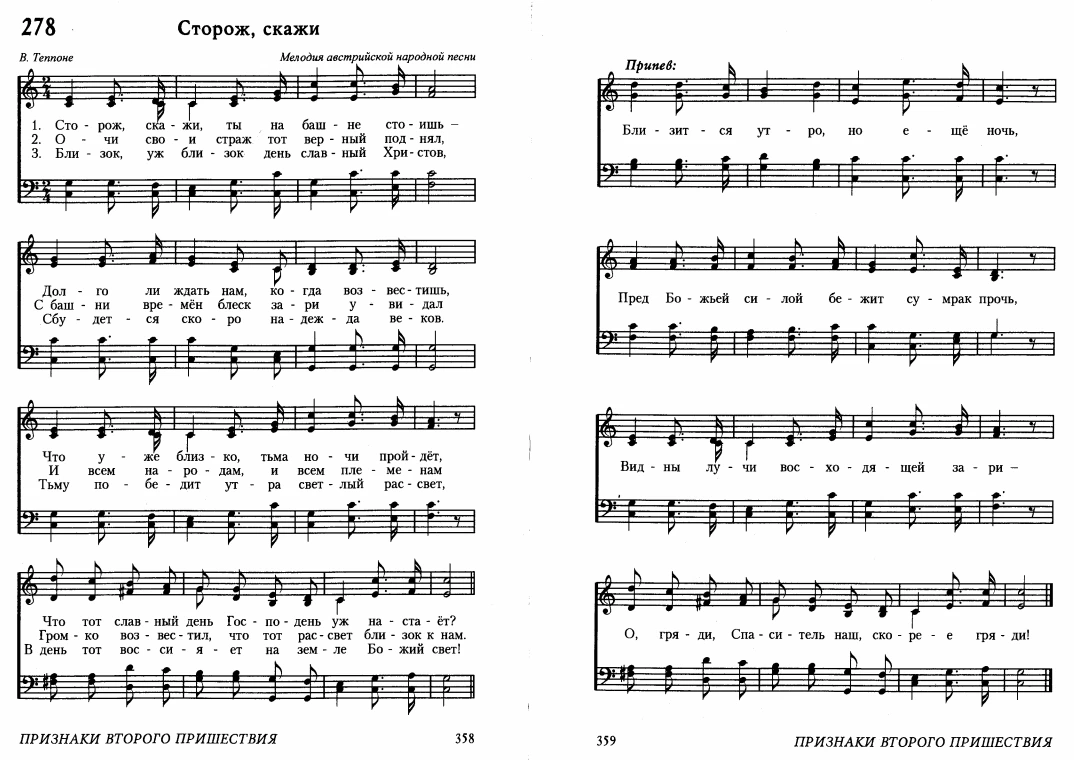 278
Сторож, скажи
В. Теппоне
Мелодия австрийской народной песни
1. Сто - рож, ска - жи, ты на баш - не сто - ишь –
2. О - чи сво - и страж тот вер - ный под - нял,
3. Бли - зок, уж бли - зок день слав - ный Хри - стов,
Дол - го ли ждать нам, ко - гда воз - вес - тишь,
С баш - ни вре - мён блеск за - ри у - ви - дал
Сбу - дет - ся ско - ро на - деж - да ве - ков.
Что у - же близ - ко, тьма но - чи прой - дёт,
И всем на - ро - дам, и всем пле - ме - нам
Тьму по - бе - дит ут - ра свет - лый рас - свет,
Что тот слав - ный день Гос - по - день уж на - ста - ёт?
Гром - ко воз - вес - тил, что тот рас - свет бли - зок к нам.
В день тот вос - си - я - ет на зем - ле Бо - жий свет!
ПРИЗНАКИ ВТОРОГО ПРИШЕСТВИЯ
358
Припев:
Бли - зит - ся ут - ро, но е - щё ночь,
Пред Бо - жьей си - лой бе - жит су - мрак прочь,
Вид - ны лу - чи вос - хо - дя - щей за - ри –
О, гря - ди, Спа - си - тель наш, ско - ре - е гря - ди!
359
ПРИЗНАКИ ВТОРОГО ПРИШЕСТВИЯ